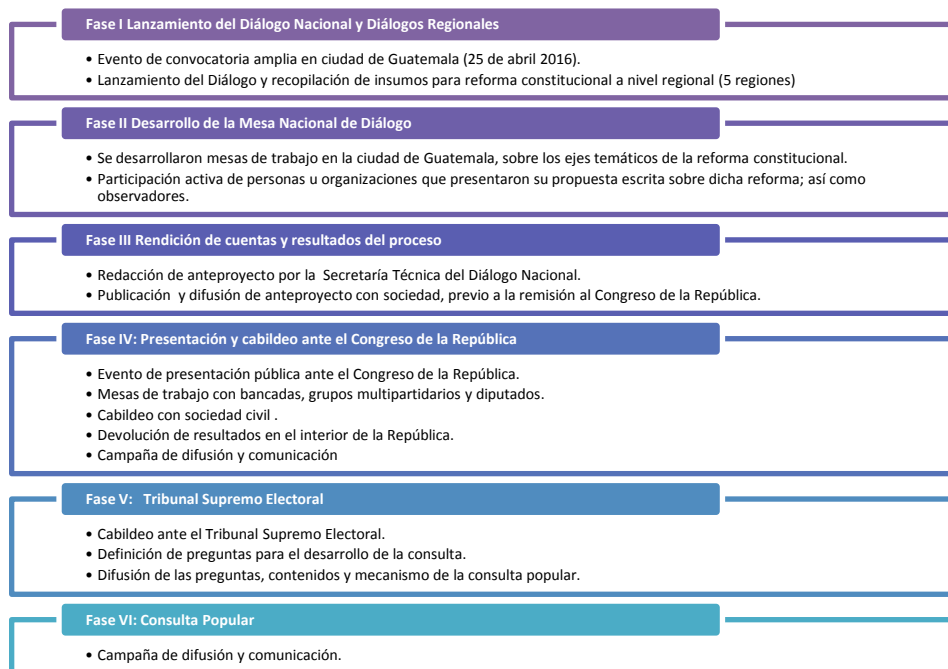 Fase I Lanzamiento del Diálogo Nacional y Diálogos Regionales
• Evento de convocatoria amplia en ciudad de Guatemala (25 de abril 2016).
• Lanzamiento del Diálogo y recopilación de insumos para reforma constitucional a nivel regional (5 regiones)
Fase II Desarrollo de la Mesa Nacional de Diálogo
• Se desarrollaron mesas de trabajo en la ciudad de Guatemala, sobre los ejes temáticos de la reforma constitucional.
• Participación activa de personas u organizaciones que presentaron su propuesta escrita sobre dicha reforma; así como
observadores.
Fase III Rendición de cuentas y resultados del proceso
• Redacción de anteproyecto por la Secretaría Técnica del Diálogo Nacional.
• Publicación y difusión de anteproyecto con sociedad, previo a la remisión al Congreso de la República.
Fase IV: Presentación y cabildeo ante el Congreso de la República
• Evento de presentación pública ante el Congreso de la República.
• Mesas de trabajo con bancadas, grupos multipartidarios y diputados.
• Cabildeo con sociedad civil .
• Devolución de resultados en el interior de la República.
• Campaña de difusión y comunicación
Fase V: Tribunal Supremo Electoral
• Cabildeo ante el Tribunal Supremo Electoral.
• Definición de preguntas para el desarrollo de la consulta.
• Difusión de las preguntas, contenidos y mecanismo de la consulta popular.
Fase VI: Consulta Popular
• Campaña de difusión y comunicación.